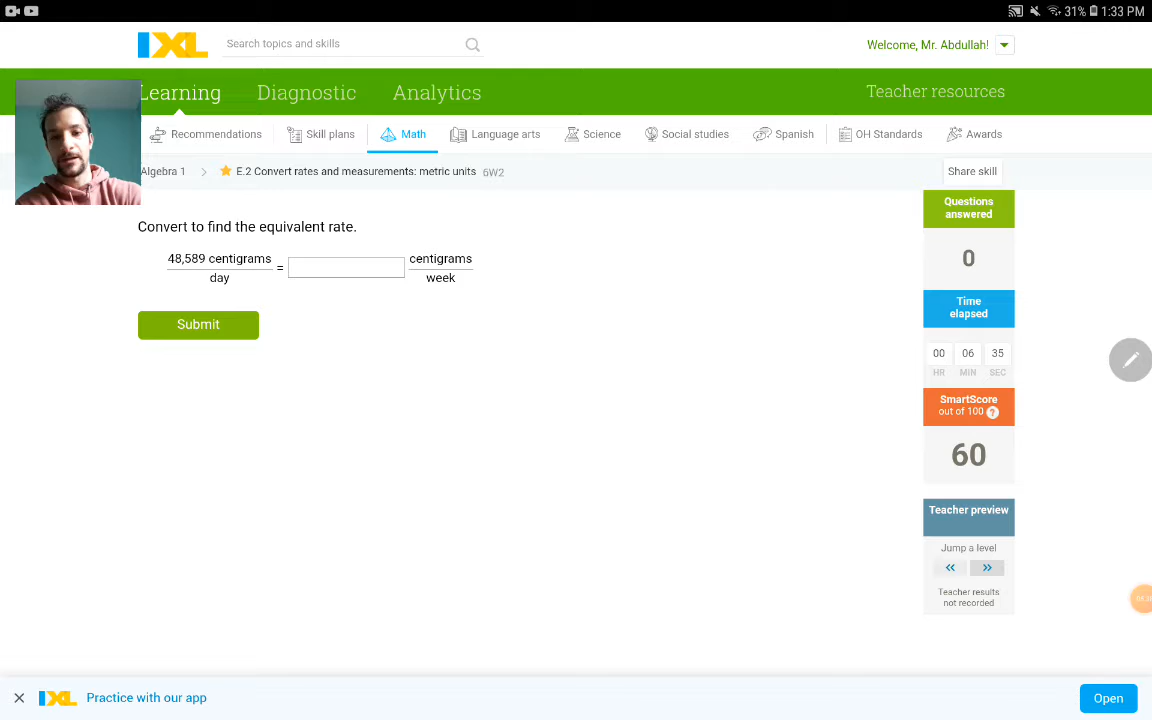 31% 1:33 PM
IXL Search topics and skills Welcome, Mr. Abdullah!
Learning Diagnostic Analytics Teacher resources
Recommendations Skill plans Math Language arts Science Social studies Spanish OH Standards Awards
Algebra 1 E.2 Convert rates and measurements: metric units 6W2 Share skill
Questions
answered
0
Time
elapsed
00 06 35
HR MIN SEC
SmartScore
out of 100 ?
60
Teacher preview
Jump a level
Teacher results
not recorded
Convert to find the equivalent rate.
48,589 centigrams
day
=
centigrams
week
Submit
IXL Practice with our app Open